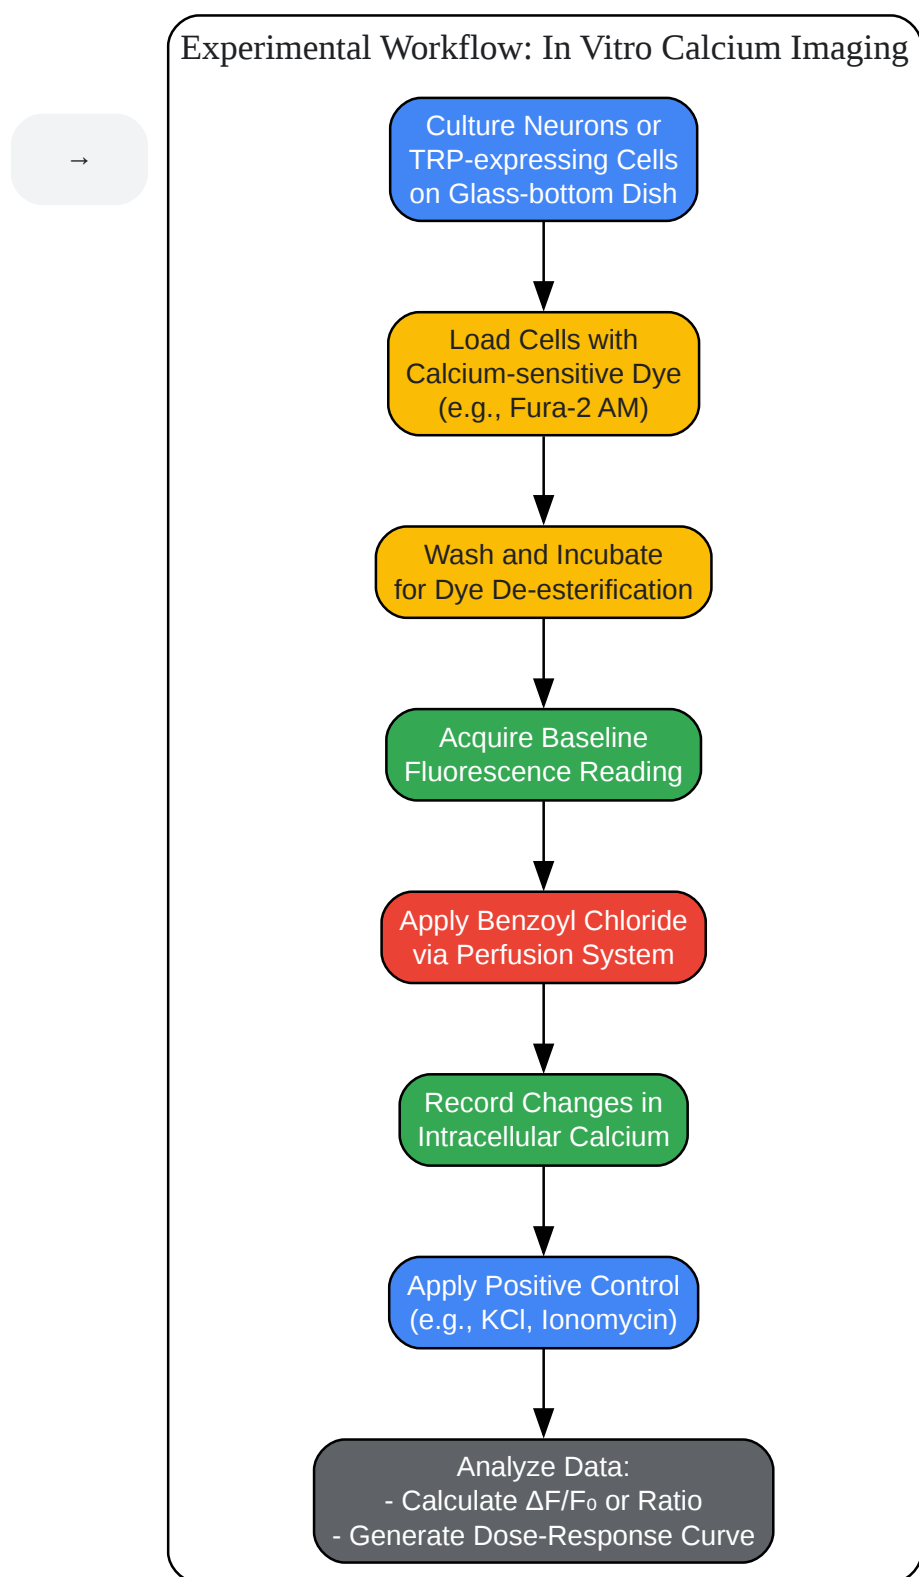 Experimental Workflow: In Vitro Calcium Imaging
→
Culture Neurons or
TRP-expressing Cells
on Glass-bottom Dish
Load Cells with
Calcium-sensitive Dye
(e.g., Fura-2 AM)
Wash and Incubate
for Dye De-esterification
Acquire Baseline
Fluorescence Reading
Apply Benzoyl Chloride
via Perfusion System
Record Changes in
Intracellular Calcium
Apply Positive Control
(e.g., KCl, Ionomycin)
Analyze Data:
- Calculate ΔF/F₀ or Ratio
- Generate Dose-Response Curve